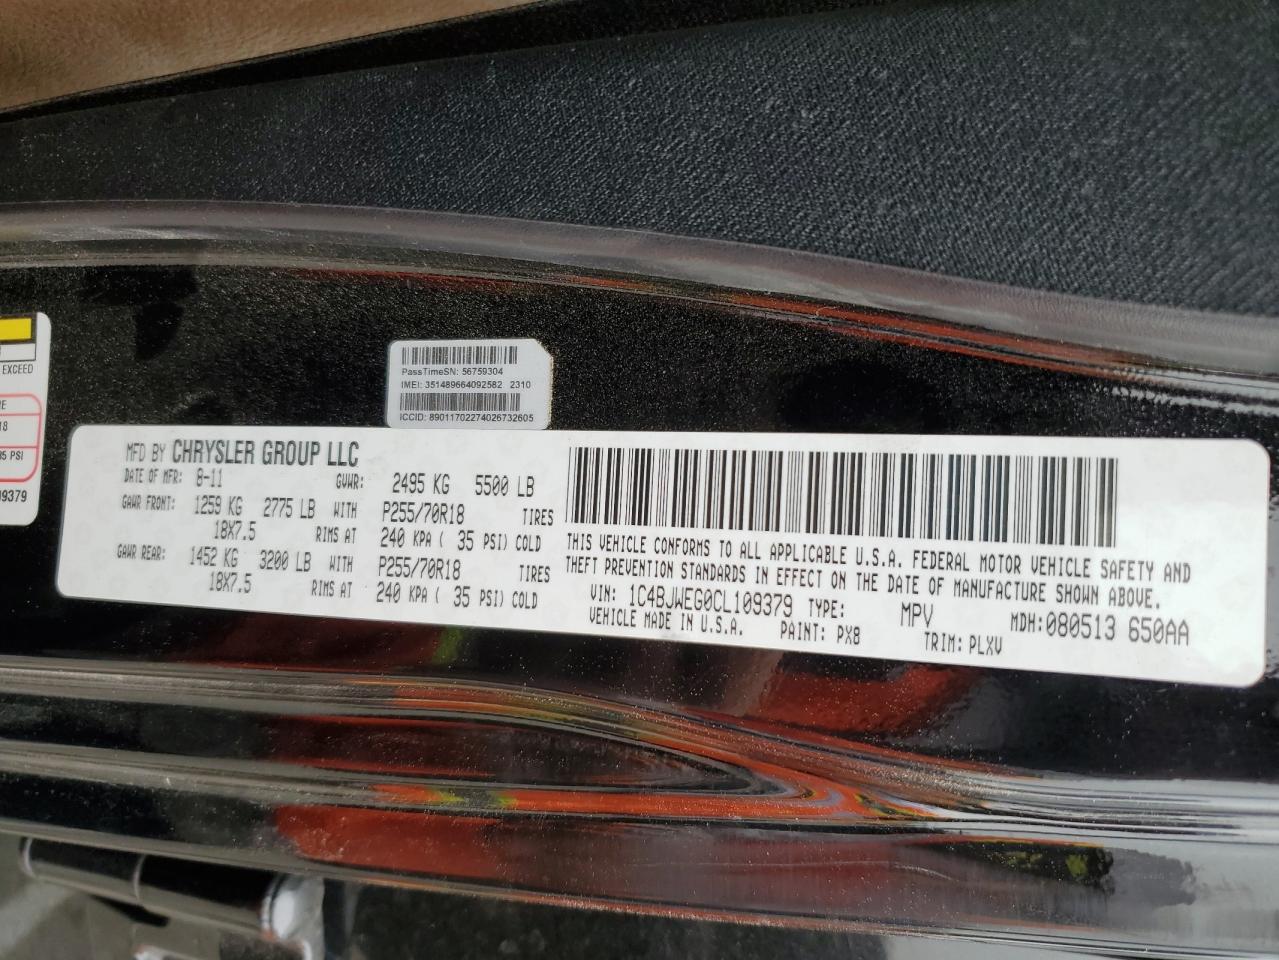 EXCEED
RE
18
35 PSI
09379
PassTimeSN: 56759304
IMEI: 351489664092582 2310
ICCID: 89011702274026732605
MFD BY CHRYSLER GROUP LLC
DATE OF MFR: 8-11 GVWR: 2495 KG 5500 LB
GAWR FRONT: 1259 KG 2775 LB WITH P255/70R18 TIRES
18X7.5 RIMS AT 240 KPA ( 35 PSI) COLD
GAWR REAR: 1452 KG 3200 LB WITH P255/70R18 TIRES
18X7.5 RIMS AT 240 KPA ( 35 PSI) COLD
THIS VEHICLE CONFORMS TO ALL APPLICABLE U.S.A. FEDERAL MOTOR VEHICLE SAFETY AND
THEFT PREVENTION STANDARDS IN EFFECT ON THE DATE OF MANUFACTURE SHOWN ABOVE.
VIN: 1C4BJWEG0CL109379 TYPE: MPV MDH:080513 650AA
VEHICLE MADE IN U.S.A. PAINT: PX8 TRIM: PLXV